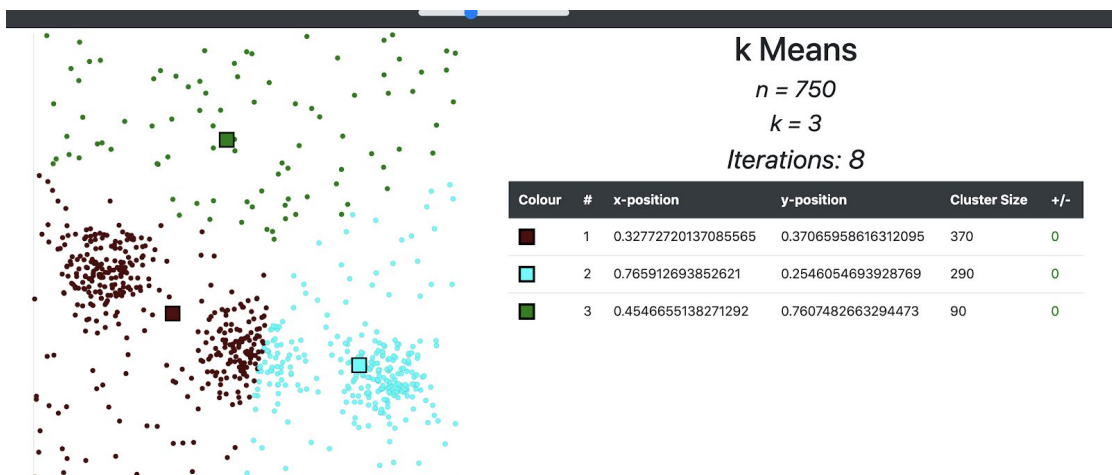 k Means
n = 750
k = 3
Iterations: 8
Colour # x-position y-position Cluster Size +/-
1 0.32772720137085565 0.37065958616312095 370 0
2 0.765912693852621 0.2546054693928769 290 0
3 0.4546655138271292 0.7607482663294473 90 0